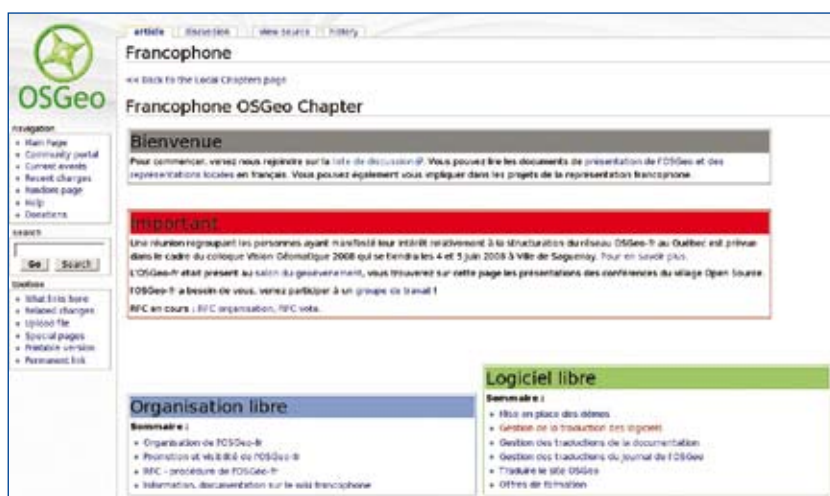 article discussion view source history
Francophone
<< Back to the Local Chapters page
OSGeo
Francophone OSGeo Chapter
navigation
Main Page
Community portal
Current events
Recent changes
Random page
Help
Donations
search
Go Search
toolbox
What links here
Related changes
Upload file
Special pages
Printable version
Permanent link
Bienvenue
Pour commencer, venez nous rejoindre sur la liste de discussion. Vous pouvez lire les documents de présentation de l'OSGeo et des
représentations locales en français. Vous pouvez également vous impliquer dans les projets de la représentation francophone.
Important
Une réunion regroupant les personnes ayant manifesté leur intérêt relativement à la structuration du réseau OSGeo-fr au Québec est prévue
dans le cadre du colloque Vision Géomatique 2008 qui se tiendra les 4 et 5 juin 2008 à Ville de Saguenay. Pour en savoir plus.
L'OSGeo-fr était présent au salon du géoévènement, vous trouverez sur cette page les présentations des conférences du village Open Source.
l'OSGeo-fr a besoin de vous, venez participer à un groupe de travail !
RFC en cours : RFC organisation, RFC vote.
Organisation libre
Sommaire :
Organisation de l'OSGeo-fr
Promotion et visibilité de l'OSGeo-fr
RFC - procédure de l'OSGeo-fr
Information, documentation sur le wiki francophone
Logiciel libre
Sommaire :
Mise en place des démos
Gestion de la traduction des logiciels
Gestion des traductions de la documentation
Gestion des traductions du journal de l'OSGeo
Traduire le site OSGeo
Offres de formation